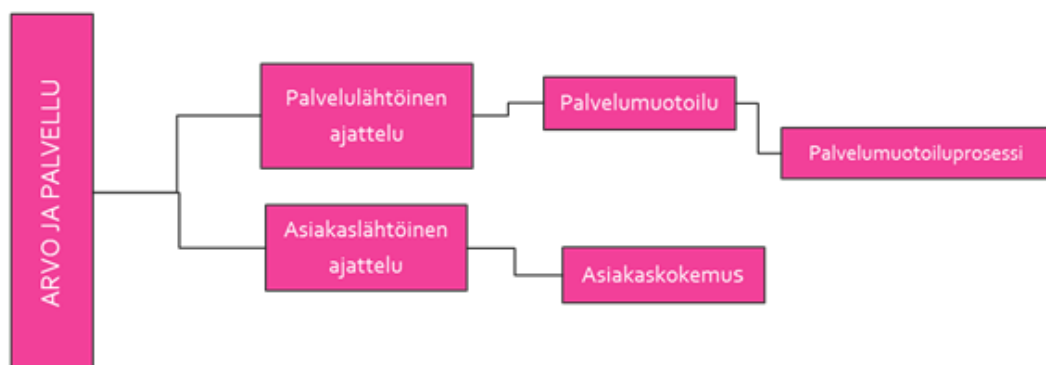 ARVO JA PALVELLU
Palvelulähtöinen
ajattelu
Palvelumuotoilu
Palvelumuotoiluprosessi
Asiakaslähtöinen
ajattelu
Asiakaskokemus